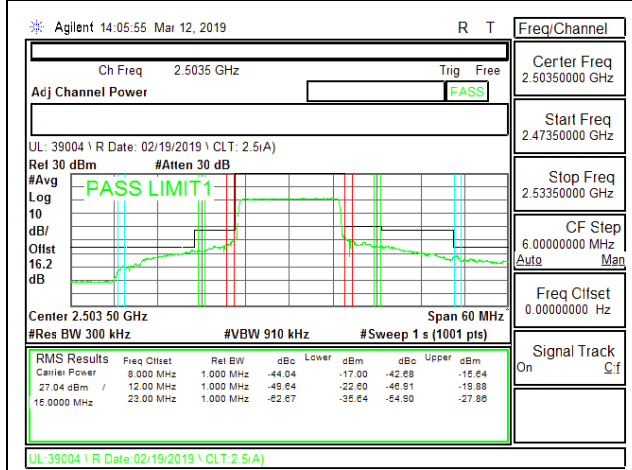 Agilent 14:05:55 Mar 12, 2019 R T
Freq/Channel
Ch Freq 2.5035 GHz Trig Free
Adj Channel Power PASS
UL: 39004 \ R Date: 02/19/2019 \ CLT: 2.5(A)
Ref 30 dBm #Atten 30 dB
#Avg
Log
10
dB/
Offst
16.2
dB
PASS LIMIT1
Center 2.503 50 GHz Span 60 MHz
#Res BW 300 kHz #VBW 910 kHz #Sweep 1 s (1001 pts)
RMS Results Freq Offset Ref BW dBc Lower dBm dBc Upper dBm
Carrier Power 8.000 MHz 1.000 MHz -44.04 -17.00 -42.68 -15.64
27.04 dBm / 12.00 MHz 1.000 MHz -49.64 -22.60 -46.91 -19.88
15.0000 MHz 23.00 MHz 1.000 MHz -62.67 -35.64 -54.90 -27.86
UL:39004 \ R Date:02/19/2019 \ CLT:2.5(A)
Center Freq
2.50350000 GHz
Start Freq
2.47350000 GHz
Stop Freq
2.53350000 GHz
CF Step
6.00000000 MHz
Auto Man
Freq Offset
0.00000000 Hz
Signal Track
On Off